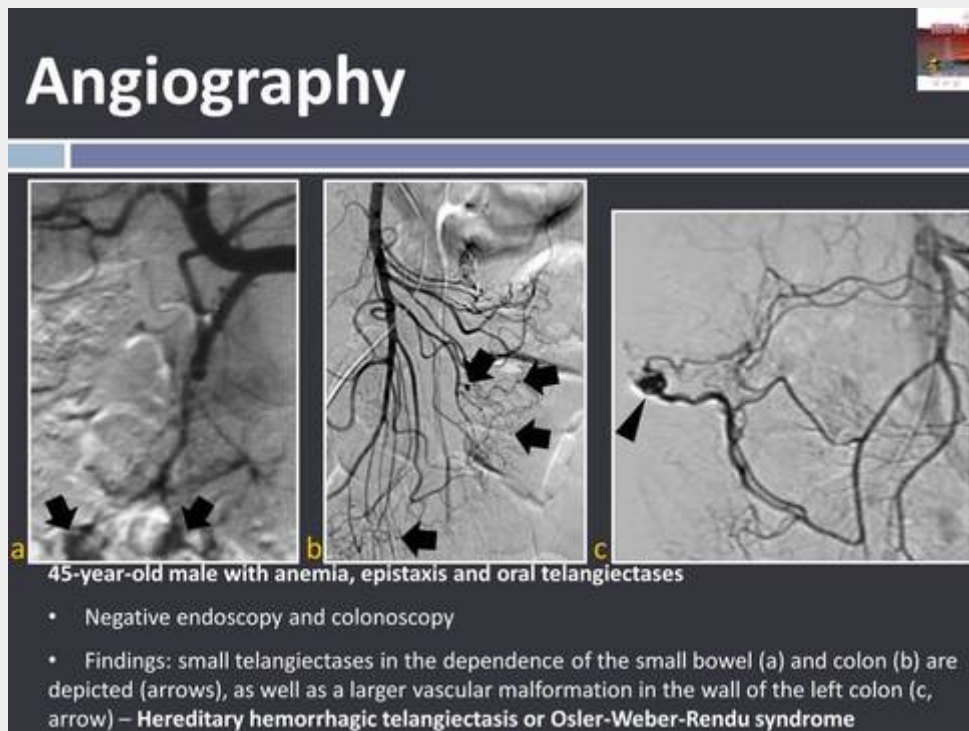 Angiography
a
b
c
45-year-old male with anemia, epistaxis and oral telangiectases
• Negative endoscopy and colonoscopy
• Findings: small telangiectases in the dependence of the small bowel (a) and colon (b) are
depicted (arrows), as well as a larger vascular malformation in the wall of the left colon (c,
arrow) – Hereditary hemorrhagic telangiectasis or Osler-Weber-Rendu syndrome